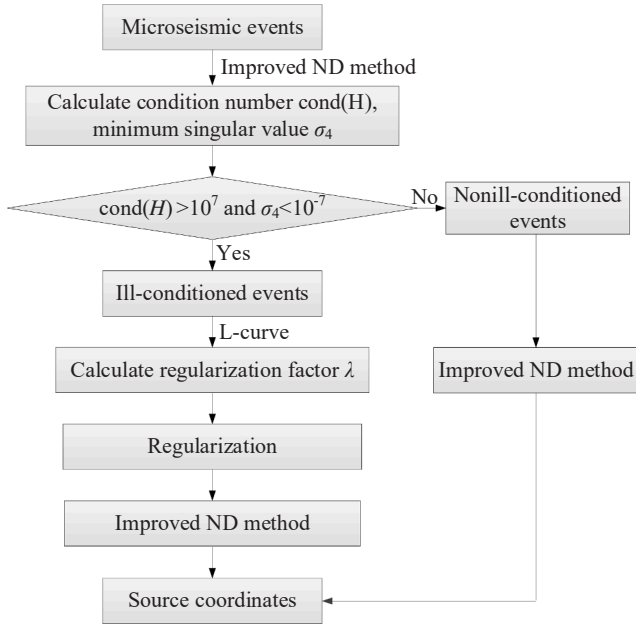 Microseismic events
Improved ND method
Calculate condition number cond(H),
minimum singular value σ₄
cond(H) >10⁷ and σ₄<10⁻⁷
No
Nonill-conditioned
events
Yes
Ill-conditioned events
L-curve
Calculate regularization factor λ
Improved ND method
Regularization
Improved ND method
Source coordinates